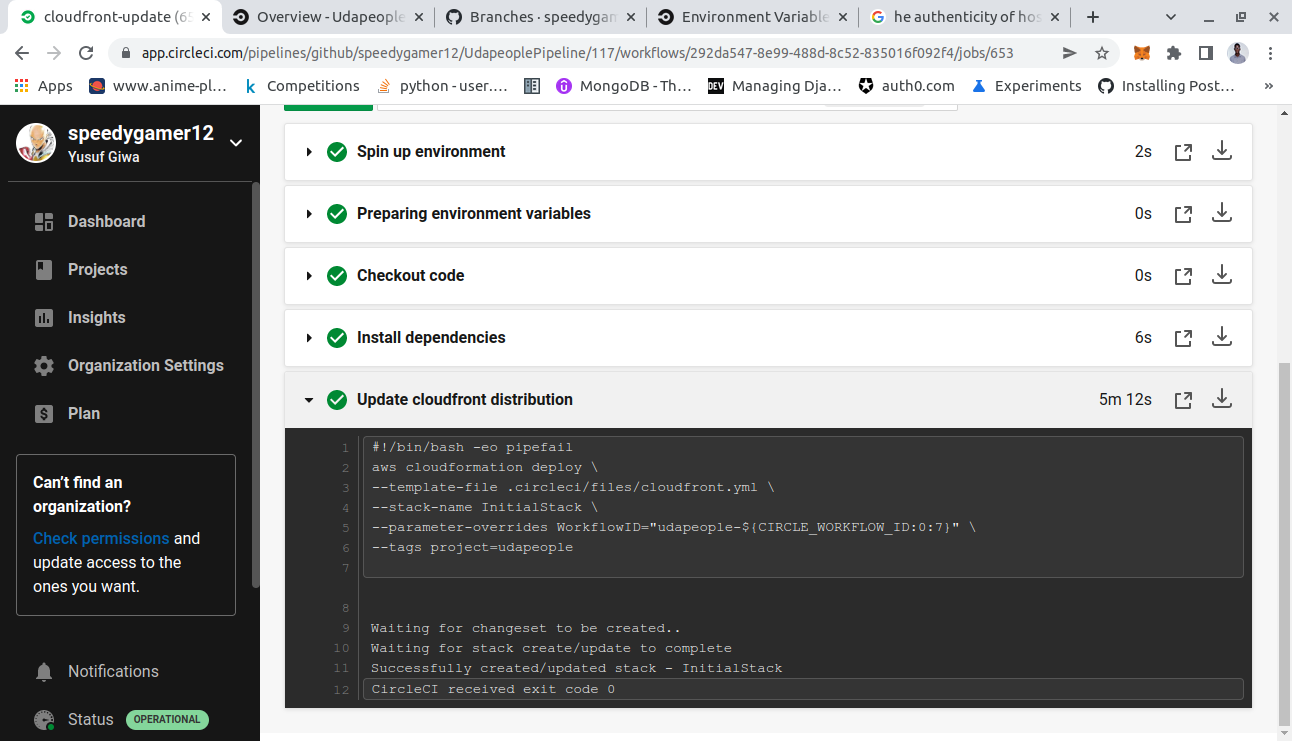 cloudfront-update (65
Overview - Udapeople
Branches · speedygam
Environment Variable
he authenticity of hos
app.circleci.com/pipelines/github/speedygamer12/UdapeoplePipeline/117/workflows/292da547-8e99-488d-8c52-835016f092f4/jobs/653
Apps
www.anime-pl...
k Competitions
python - user....
MongoDB - Th...
DEV Managing Dja...
auth0.com
Experiments
Installing Post...
»
speedygamer12
Yusuf Giwa
Dashboard
Projects
Insights
Organization Settings
Plan
Can't find an
organization?
Check permissions and
update access to the
ones you want.
Notifications
Status OPERATIONAL
Spin up environment 2s
Preparing environment variables 0s
Checkout code 0s
Install dependencies 6s
Update cloudfront distribution 5m 12s
1 #!/bin/bash -eo pipefail
2 aws cloudformation deploy \
3 --template-file .circleci/files/cloudfront.yml \
4 --stack-name InitialStack \
5 --parameter-overrides WorkflowID="udapeople-${CIRCLE_WORKFLOW_ID:0:7}" \
6 --tags project=udapeople
7
8
9 Waiting for changeset to be created..
10 Waiting for stack create/update to complete
11 Successfully created/updated stack - InitialStack
12 CircleCI received exit code 0